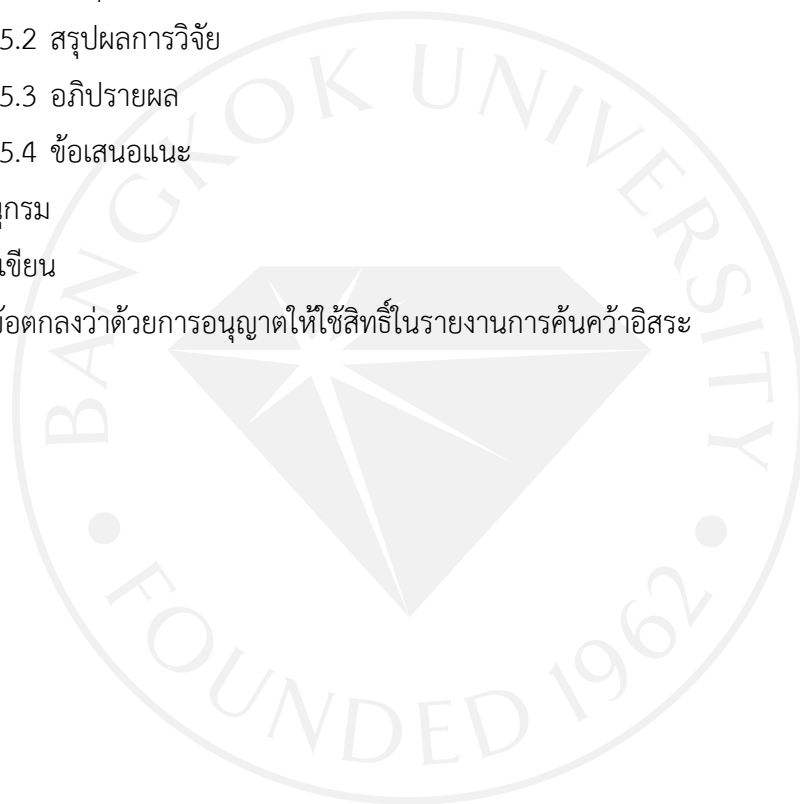 5.2 สรุปผลการวิจัย
5.3 อภิปรายผล
5.4 ข้อเสนอแนะ
นุกรม
เขียน
ข้อตกลงว่าด้วยการอนุญาตให้ใช้สิทธิ์ในรายงานการค้นคว้าอิสระ
BANGKOK UNIVERSITY
FOUNDED 1962